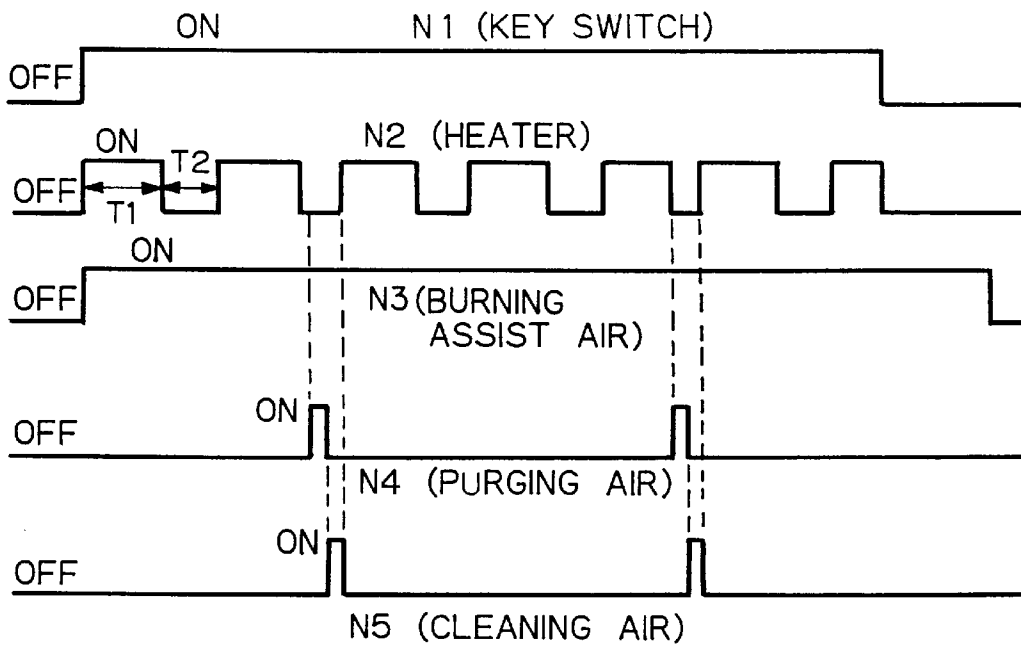 ON N1 (KEY SWITCH)
OFF
N2 (HEATER)
ON
T2
OFF
T1
ON
OFF
N3 (BURNING
ASSIST AIR)
ON
OFF
N4 (PURGING AIR)
ON
OFF
N5 (CLEANING AIR)